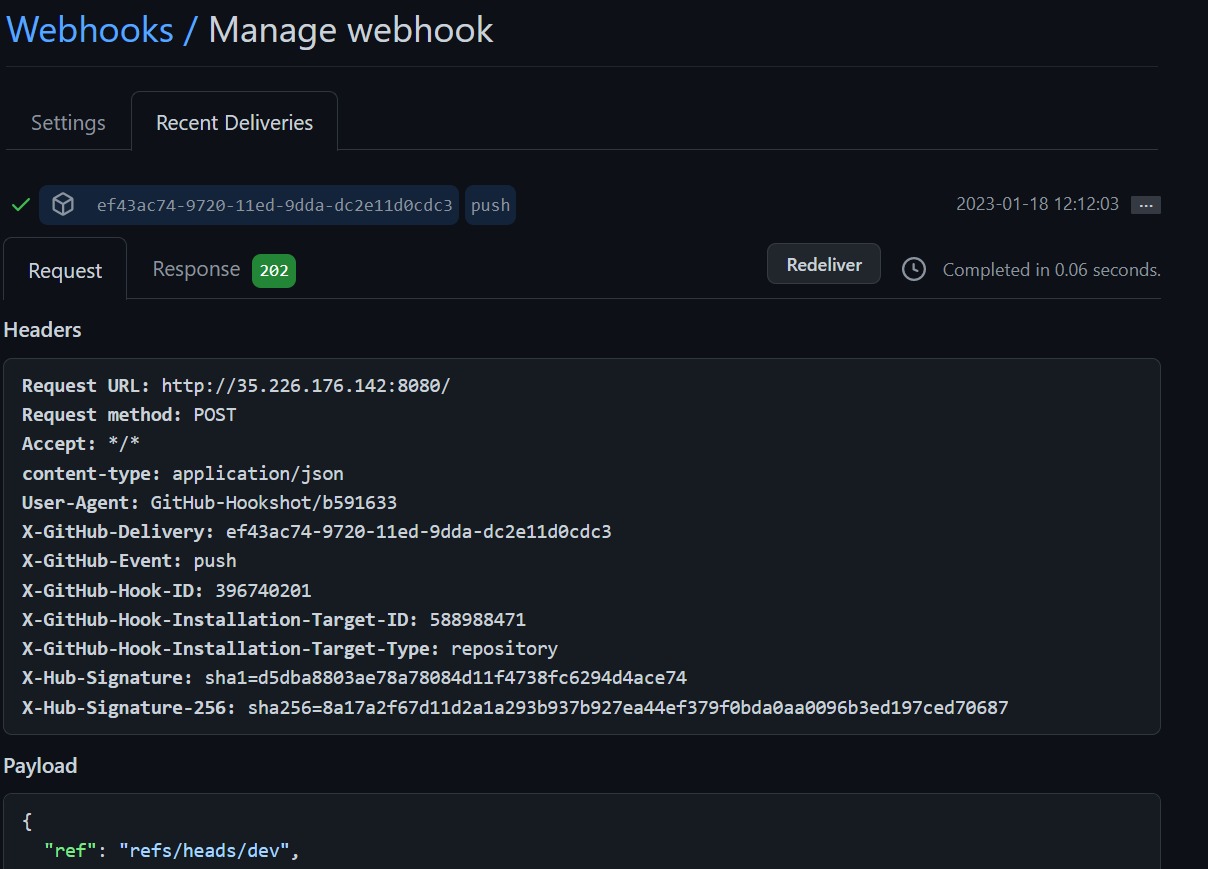 Webhooks / Manage webhook
Settings
Recent Deliveries
ef43ac74-9720-11ed-9dda-dc2e11d0cdc3 push 2023-01-18 12:12:03 ...
Request Response 202 Redeliver Completed in 0.06 seconds.
Headers
Request URL: http://35.226.176.142:8080/
Request method: POST
Accept: */*
content-type: application/json
User-Agent: GitHub-Hookshot/b591633
X-GitHub-Delivery: ef43ac74-9720-11ed-9dda-dc2e11d0cdc3
X-GitHub-Event: push
X-GitHub-Hook-ID: 396740201
X-GitHub-Hook-Installation-Target-ID: 588988471
X-GitHub-Hook-Installation-Target-Type: repository
X-Hub-Signature: sha1=d5dba8803ae78a78084d11f4738fc6294d4ace74
X-Hub-Signature-256: sha256=8a17a2f67d11d2a1a293b937b927ea44ef379f0bda0aa0096b3ed197ced70687
Payload
{
"ref": "refs/heads/dev",